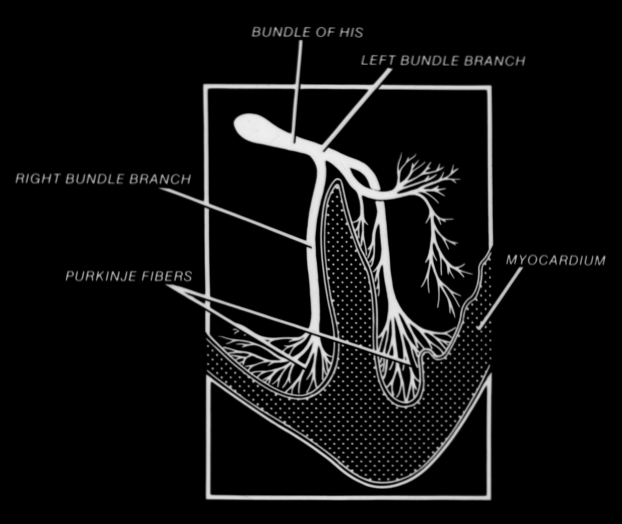 BUNDLE OF HIS
LEFT BUNDLE BRANCH
RIGHT BUNDLE BRANCH
PURKINJE FIBERS
MYOCARDIUM